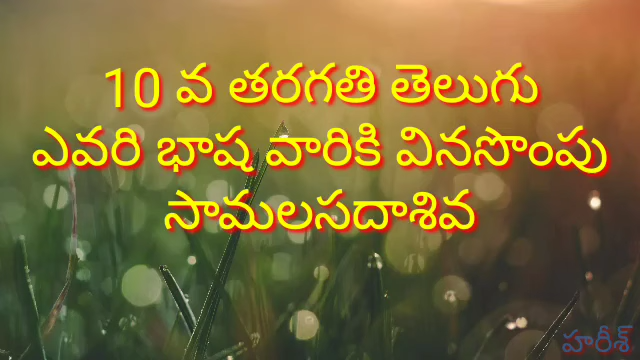 10 వ తరగతి తెలుగు
ఎవరి భాష వారికి వినసొంపు
సామలసదాశివ
హరీశ్